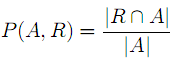 P(A, R) = |R ∩ A| / |A|